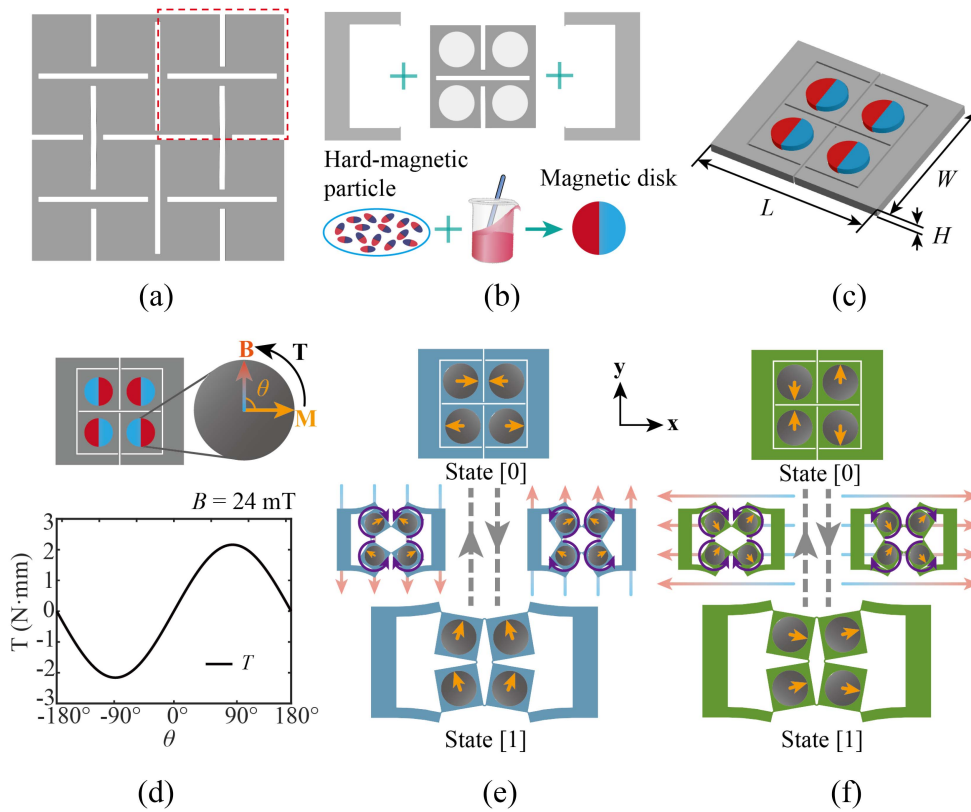 (a)
Hard-magnetic
particle
Magnetic disk
(b)
L
W
H
(c)
B
T
θ
M
B = 24 mT
T (N·mm)
3
2
1
0
-1
-2
-3
T
-180° -90° 0° 90° 180°
θ
(d)
State [0]
State [1]
(e)
y
x
State [0]
State [1]
(f)